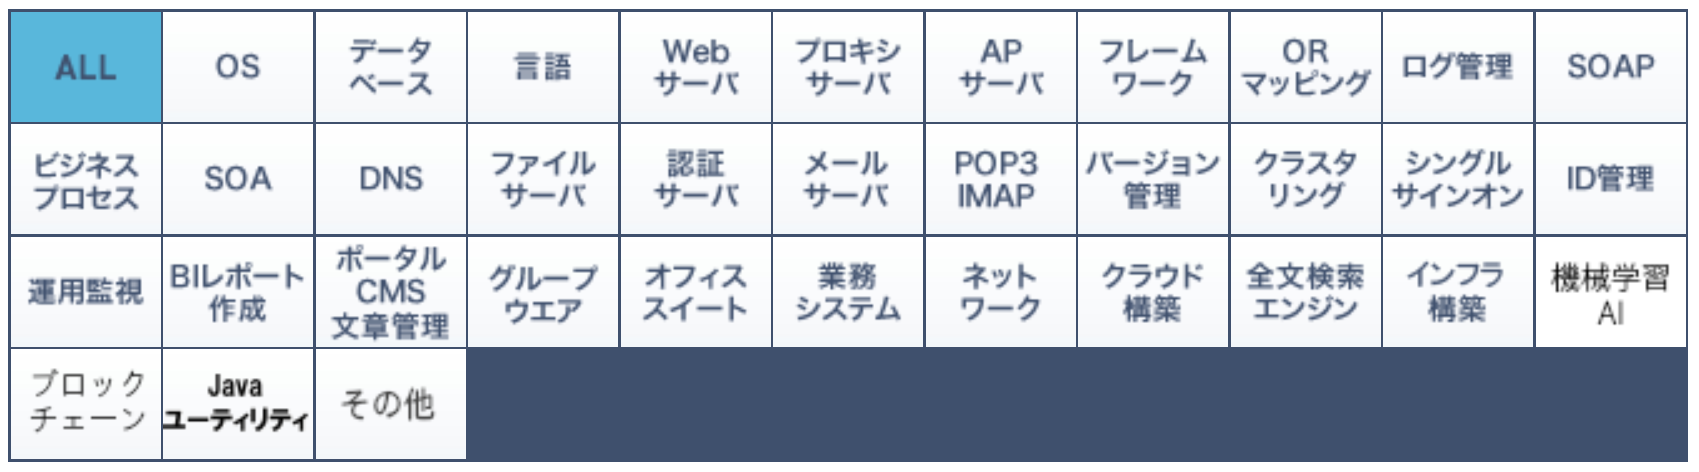 ALL
OS
データ
ベース
言語
Web
サーバ
プロキシ
サーバ
AP
サーバ
フレーム
ワーク
OR
マッピング
ログ管理
SOAP
ビジネス
プロセス
SOA
DNS
ファイル
サーバ
認証
サーバ
メール
サーバ
POP3
IMAP
バージョン
管理
クラスタ
リング
シングル
サインオン
ID管理
運用監視
BIレポート
作成
ポータル
CMS
文章管理
グループ
ウエア
オフィス
スイート
業務
システム
ネット
ワーク
クラウド
構築
全文検索
エンジン
インフラ
構築
機械学習
AI
ブロック
チェーン
Java
ユーティリティ
その他